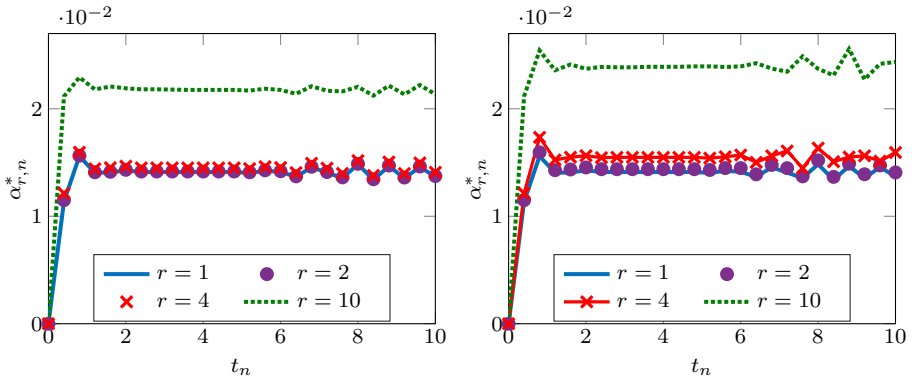 ·10⁻²
2
1
0
α*r,n
0 2 4 6 8 10
tn
r = 1
r = 2
r = 4
r = 10
·10⁻²
2
1
0
α*r,n
0 2 4 6 8 10
tn
r = 1
r = 2
r = 4
r = 10